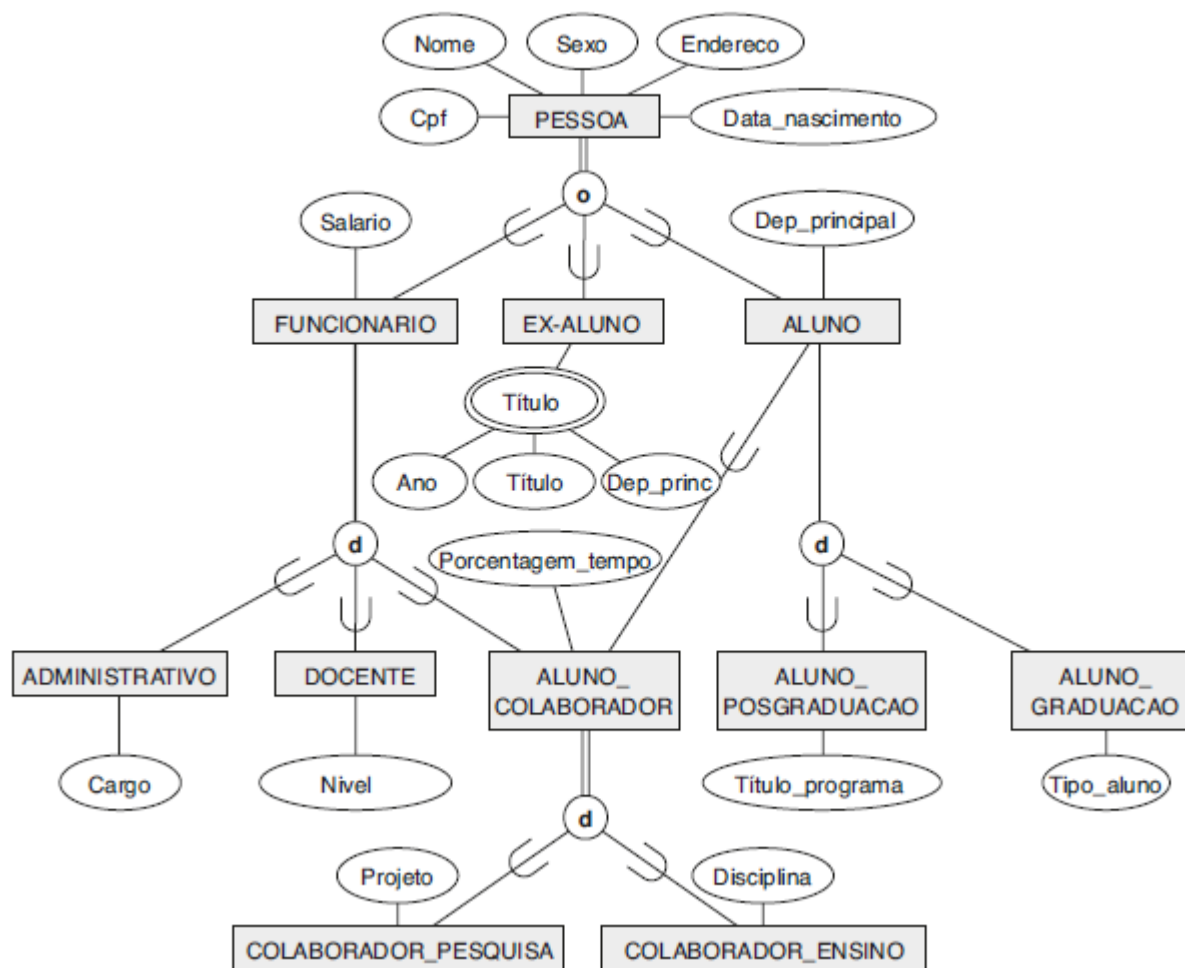 Nome
Sexo
Endereco
Cpf
PESSOA
Data_nascimento
o
Salario
Dep_principal
FUNCIONARIO
EX-ALUNO
ALUNO
Título
Ano
Título
Dep_princ
d
Porcentagem_tempo
d
ADMINISTRATIVO
DOCENTE
ALUNO_
COLABORADOR
ALUNO_
POSGRADUACAO
ALUNO_
GRADUACAO
Cargo
Nivel
Título_programa
Tipo_aluno
d
Projeto
Disciplina
COLABORADOR_PESQUISA
COLABORADOR_ENSINO